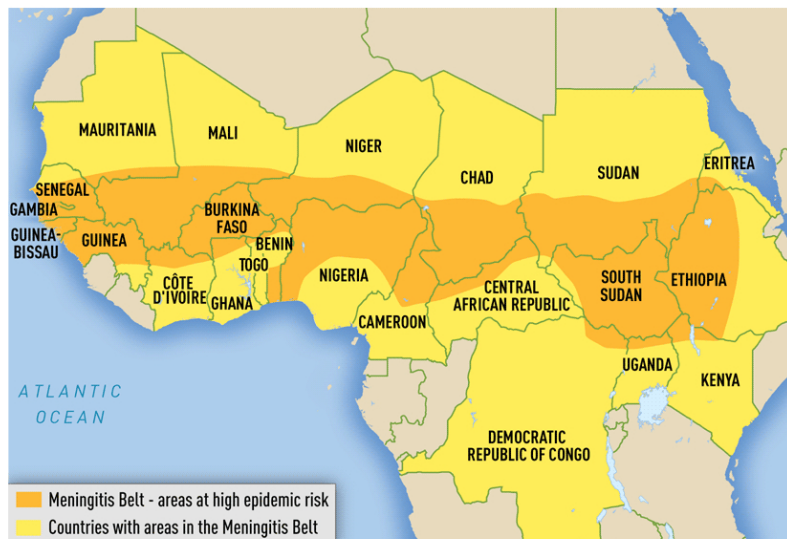 MAURITANIA
MALI
NIGER
CHAD
SUDAN
ERITREA
SENEGAL
GAMBIA
GUINEA-
BISSAU
GUINEA
BURKINA
FASO
BENIN
TOGO
CÔTE
D'IVOIRE
GHANA
NIGERIA
CAMEROON
CENTRAL
AFRICAN REPUBLIC
SOUTH
SUDAN
ETHIOPIA
UGANDA
KENYA
DEMOCRATIC
REPUBLIC OF CONGO
ATLANTIC
OCEAN
Meningitis Belt - areas at high epidemic risk
Countries with areas in the Meningitis Belt